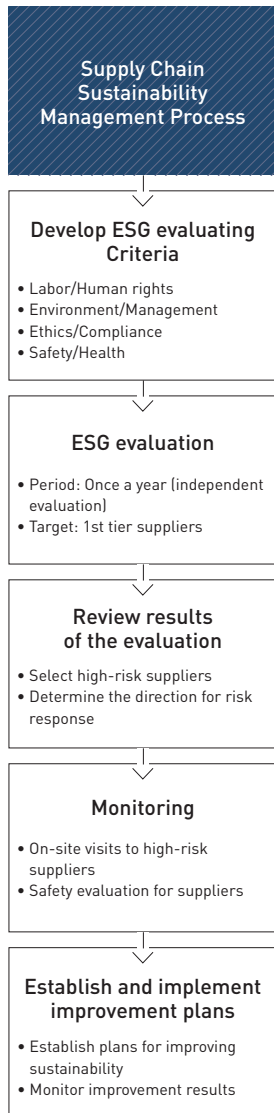 Supply Chain
Sustainability
Management Process
Develop ESG evaluating
Criteria
• Labor/Human rights
• Environment/Management
• Ethics/Compliance
• Safety/Health
ESG evaluation
• Period: Once a year (independent
evaluation)
• Target: 1st tier suppliers
Review results
of the evaluation
• Select high-risk suppliers
• Determine the direction for risk
response
Monitoring
• On-site visits to high-risk
suppliers
• Safety evaluation for suppliers
Establish and implement
improvement plans
• Establish plans for improving
sustainability
• Monitor improvement results